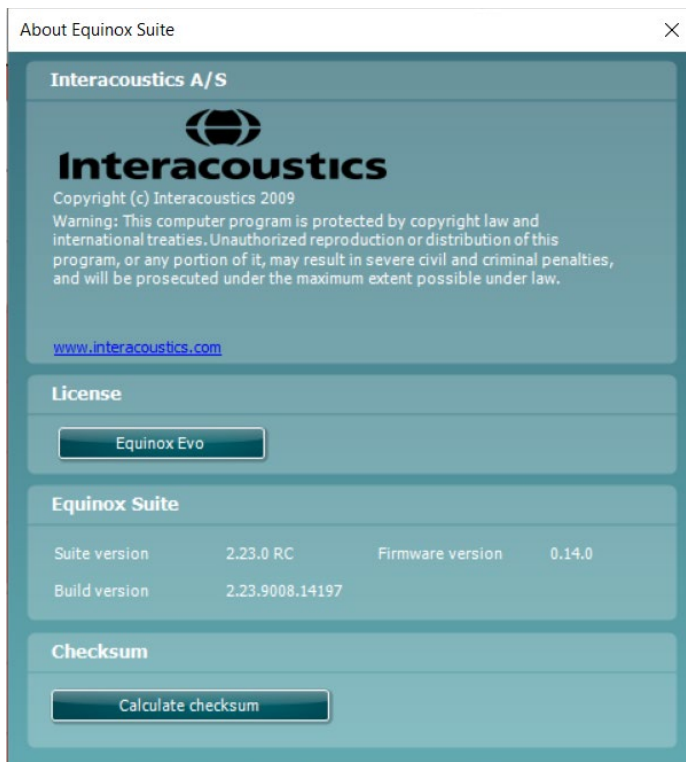 About Equinox Suite
Interacoustics A/S
Interacoustics
Copyright (c) Interacoustics 2009
Warning: This computer program is protected by copyright law and
international treaties. Unauthorized reproduction or distribution of this
program, or any portion of it, may result in severe civil and criminal penalties,
and will be prosecuted under the maximum extent possible under law.
www.interacoustics.com
License
Equinox Evo
Equinox Suite
Suite version 2.23.0 RC Firmware version 0.14.0
Build version 2.23.9008.14197
Checksum
Calculate checksum